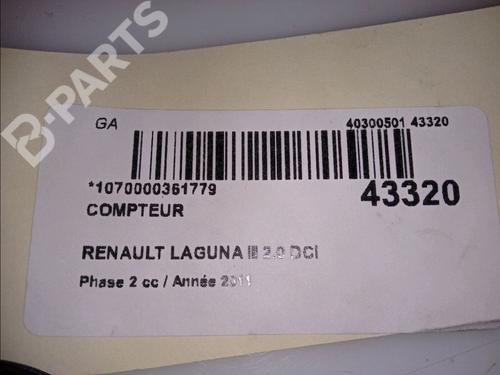 B-PARTS
GA
40300501 43320
*1070000361779
43320
COMPTEUR
RENAULT LAGUNA III 2.0 DCI
Phase 2 cc / Année 2011